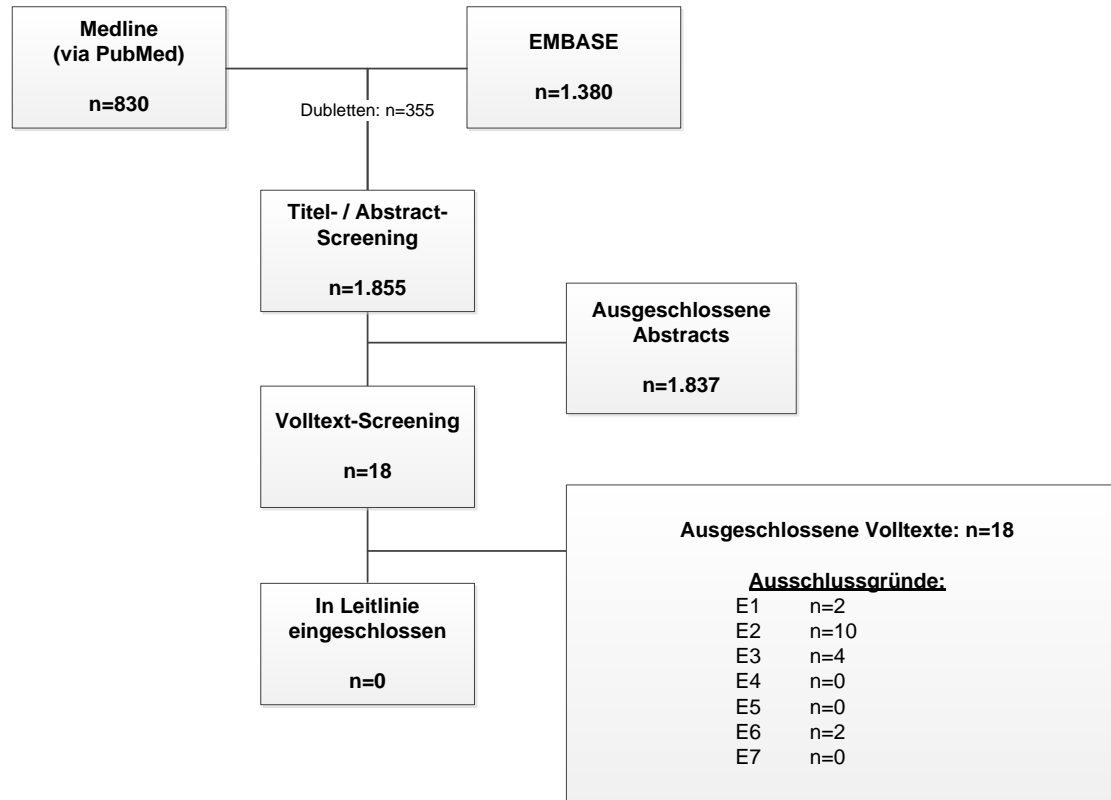 Medline
(via PubMed)
n=830
EMBASE
n=1.380
Dubletten: n=355
Titel- / Abstract-
Screening
n=1.855
Ausgeschlossene
Abstracts
n=1.837
Volltext-Screening
n=18
Ausgeschlossene Volltexte: n=18
Ausschlussgründe:
E1 n=2
E2 n=10
E3 n=4
E4 n=0
E5 n=0
E6 n=2
E7 n=0
In Leitlinie
eingeschlossen
n=0